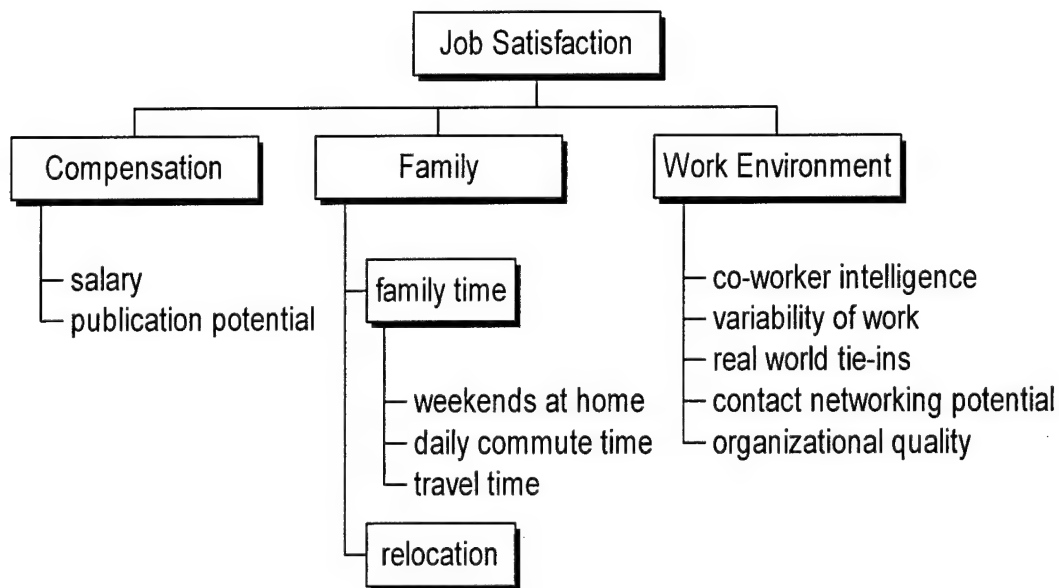 Job Satisfaction
Compensation
Family
Work Environment
salary
publication potential
family time
weekends at home
daily commute time
travel time
relocation
co-worker intelligence
variability of work
real world tie-ins
contact networking potential
organizational quality